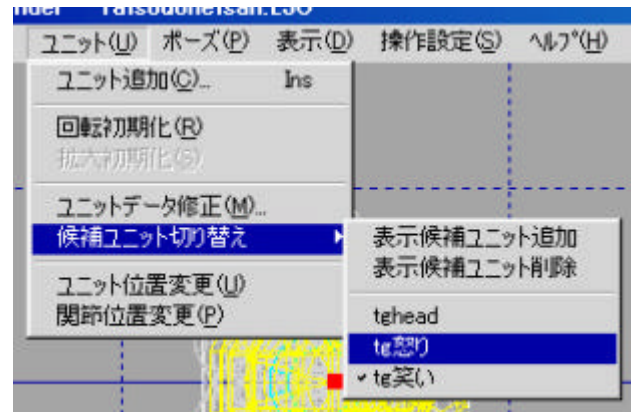 ユニット(U) ポーズ(P) 表示(D) 操作設定(S) ヘルプ(H)
ユニット追加(C)... Ins
回転初期化(R)
拡大初期化(S)
ユニットデータ修正(M)...
候補ユニット切り替え
ユニット位置変更(U)
関節位置変更(P)
表示候補ユニット追加
表示候補ユニット削除
tghead
tg怒り
tg笑い